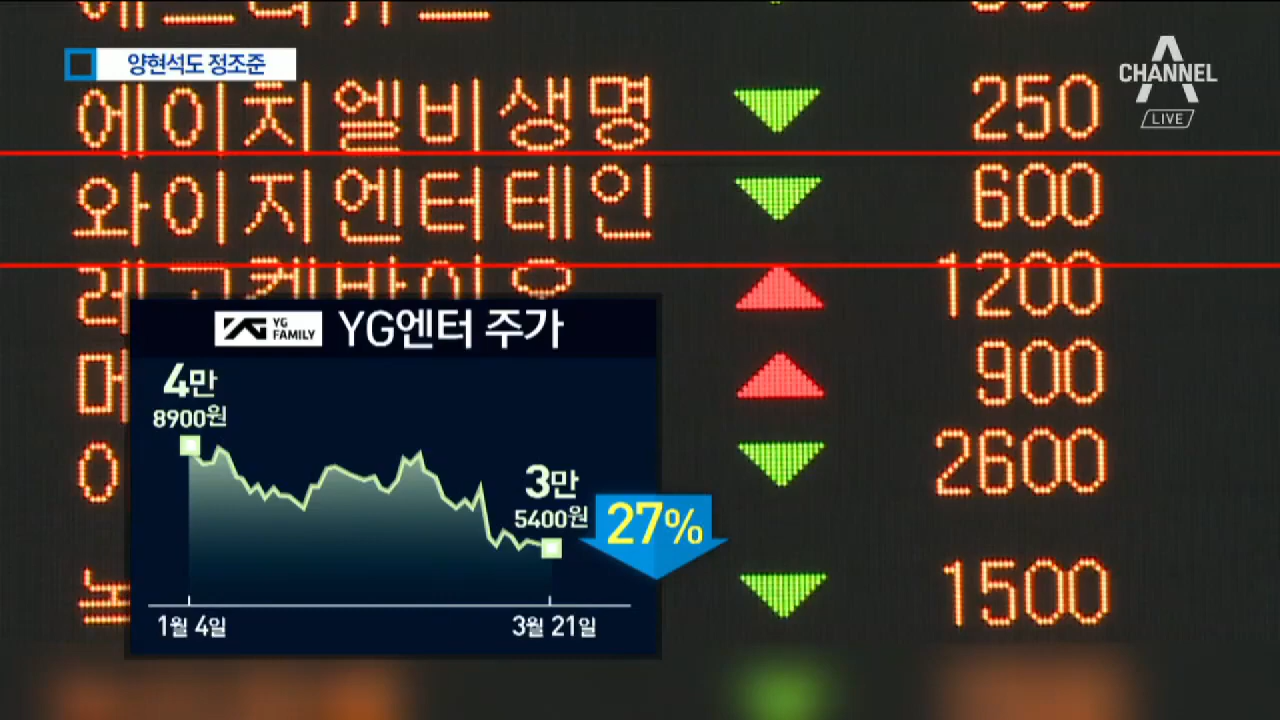 양현석도 정조준
CHANNEL A
LIVE
에이치엘비생명 ▼ 250
와이지엔터테인 ▼ 600
▲ 1200
▲ 900
▼ 2600
▼ 1500
YG YG FAMILY YG엔터 주가
4만
8900원
3만
5400원
27%
1월 4일 3월 21일